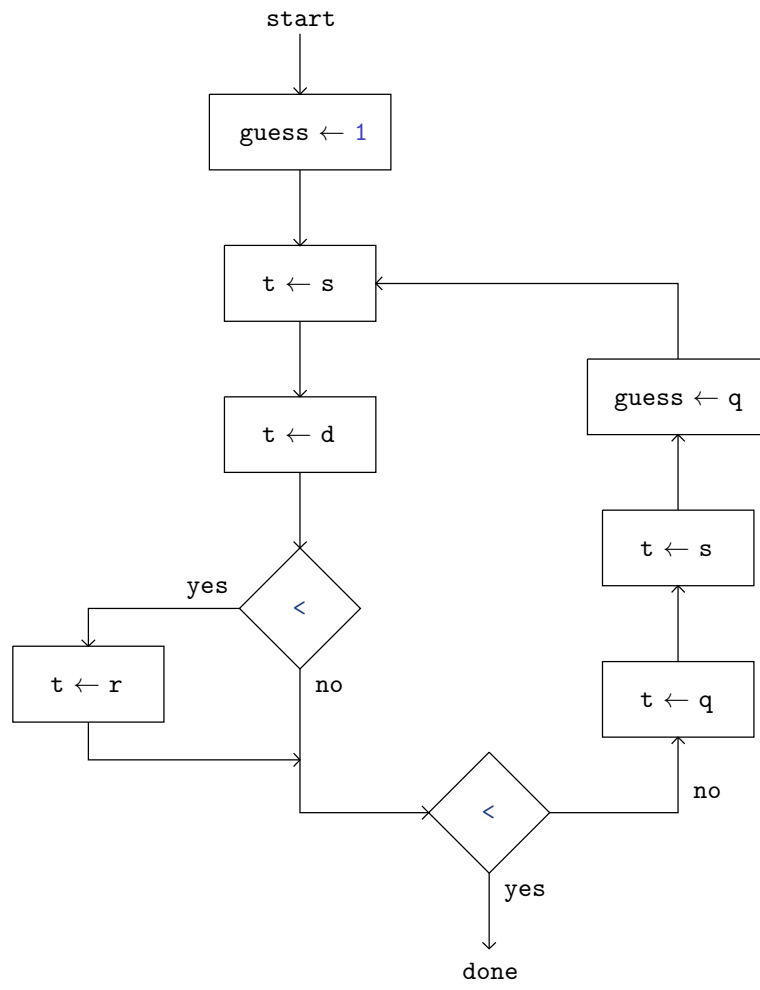 start
guess ← 1
t ← s
t ← d
<
yes
no
t ← r
<
yes
done
no
t ← q
t ← s
guess ← q